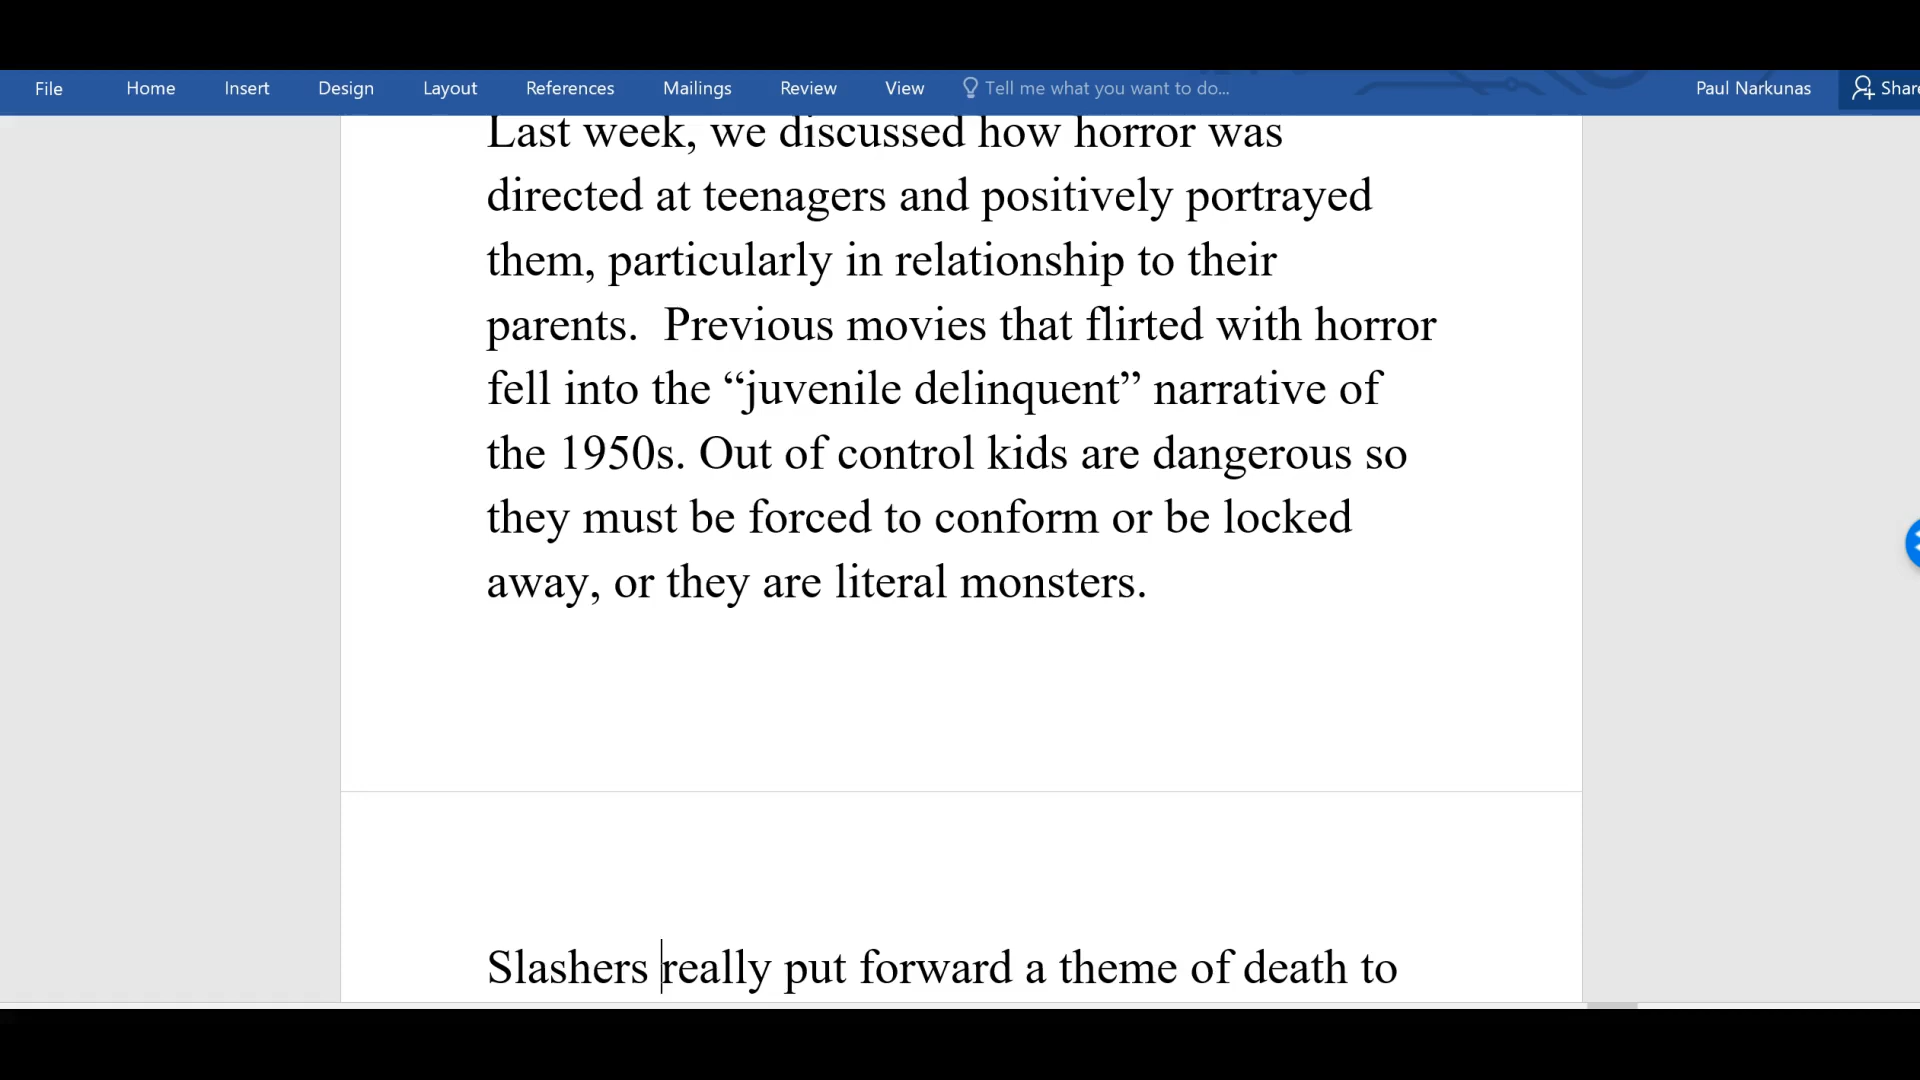 File Home Insert Design Layout References Mailings Review View Tell me what you want to do... Paul Narkunas Share
Last week, we discussed how horror was
directed at teenagers and positively portrayed
them, particularly in relationship to their
parents.  Previous movies that flirted with horror
fell into the “juvenile delinquent” narrative of
the 1950s. Out of control kids are dangerous so
they must be forced to conform or be locked
away, or they are literal monsters.
Slashers really put forward a theme of death to